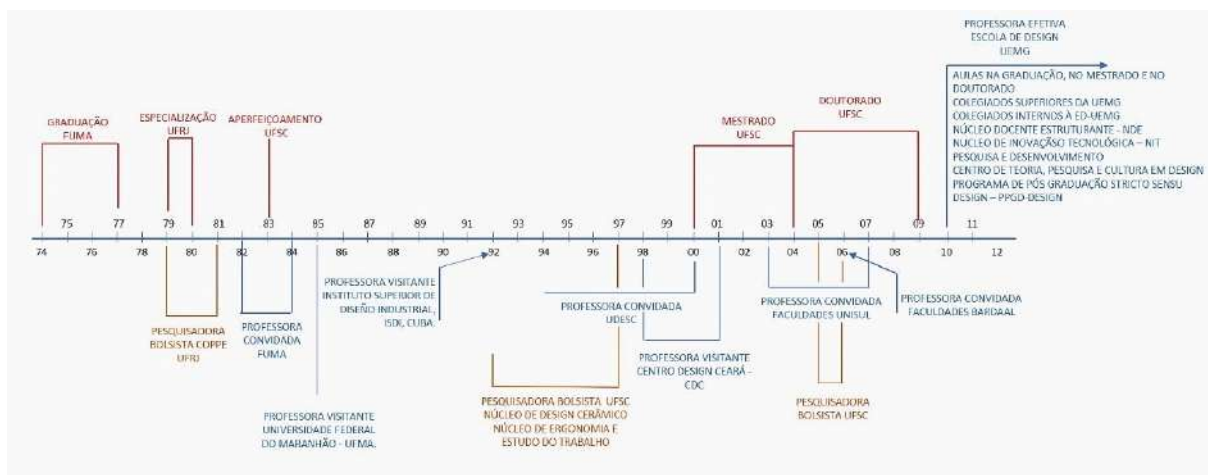 PROFESSORA EFETIVA
ESCOLA DE DESIGN
UEMG
AULAS NA GRADUAÇÃO, NO MESTRADO E NO
DOUTORADO
COLEGIADOS SUPERIORES DA UEMG
COLEGIADOS INTERNOS À ED-UEMG
NÚCLEO DOCENTE ESTRUTURANTE - NDE
NUCLEO DE INOVAÇÃSO TECNOLÓGICA – NIT
PESQUISA E DESENVOLVIMENTO
CENTRO DE TEORIA, PESQUISA E CULTURA EM DESIGN
PROGRAMA DE PÓS GRADUAÇÃO STRICTO SENSU
DESIGN – PPGD-DESIGN
GRADUAÇÃO
FUMA
ESPECIALIZAÇÃO
UFRJ
APERFEIÇOAMENTO
UFSC
MESTRADO
UFSC
DOUTORADO
UFSC
75 77 79 81 83 85 87 89 91 93 95 97 99 01 03 05 07 09 11
74 76 78 80 82 84 86 88 90 92 94 96 98 00 02 04 06 08 10 12
PESQUISADORA
BOLSISTA COPPE
UFRJ
PROFESSORA
CONVIDADA
FUMA
PROFESSORA VISITANTE
UNIVERSIDADE FEDERAL
DO MARANHÃO - UFMA.
PROFESSORA VISITANTE
INSTITUTO SUPERIOR DE
DISEÑO INDUSTRIAL,
ISDI, CUBA.
PROFESSORA CONVIDADA
UDESC
PESQUISADORA BOLSISTA UFSC
NÚCLEO DE DESIGN CERÂMICO
NÚCLEO DE ERGONOMIA E
ESTUDO DO TRABALHO
PROFESSORA VISITANTE
CENTRO DESIGN CEARÁ -
CDC
PROFESSORA CONVIDADA
FACULDADES UNISUL
PESQUISADORA
BOLSISTA UFSC
PROFESSORA CONVIDADA
FACULDADES BARDAAL